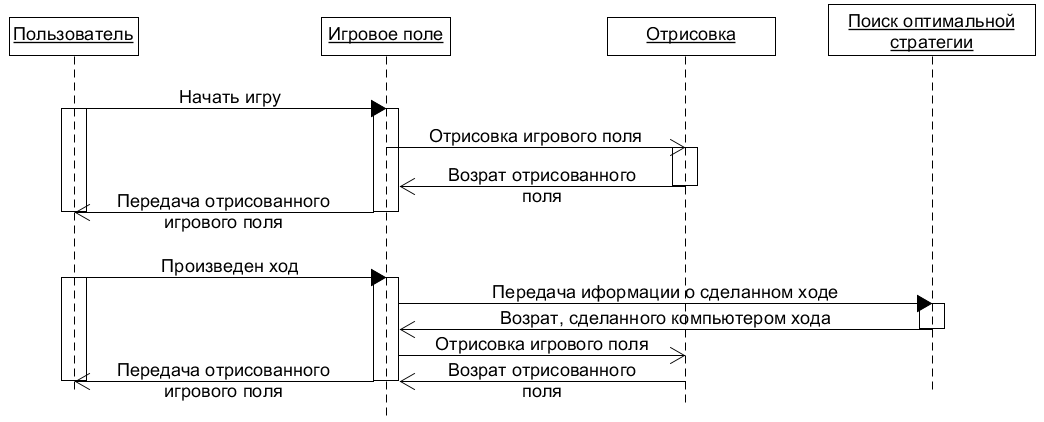 Пользователь
Игровое поле
Отрисовка
Поиск оптимальной
стратегии
Начать игру
Отрисовка игрового поля
Возрат отрисованного
поля
Передача отрисованного
игрового поля
Произведен ход
Передача иформации о сделанном ходе
Возрат, сделанного компьютером хода
Отрисовка игрового поля
Возрат отрисованного
поля
Передача отрисованного
игрового поля